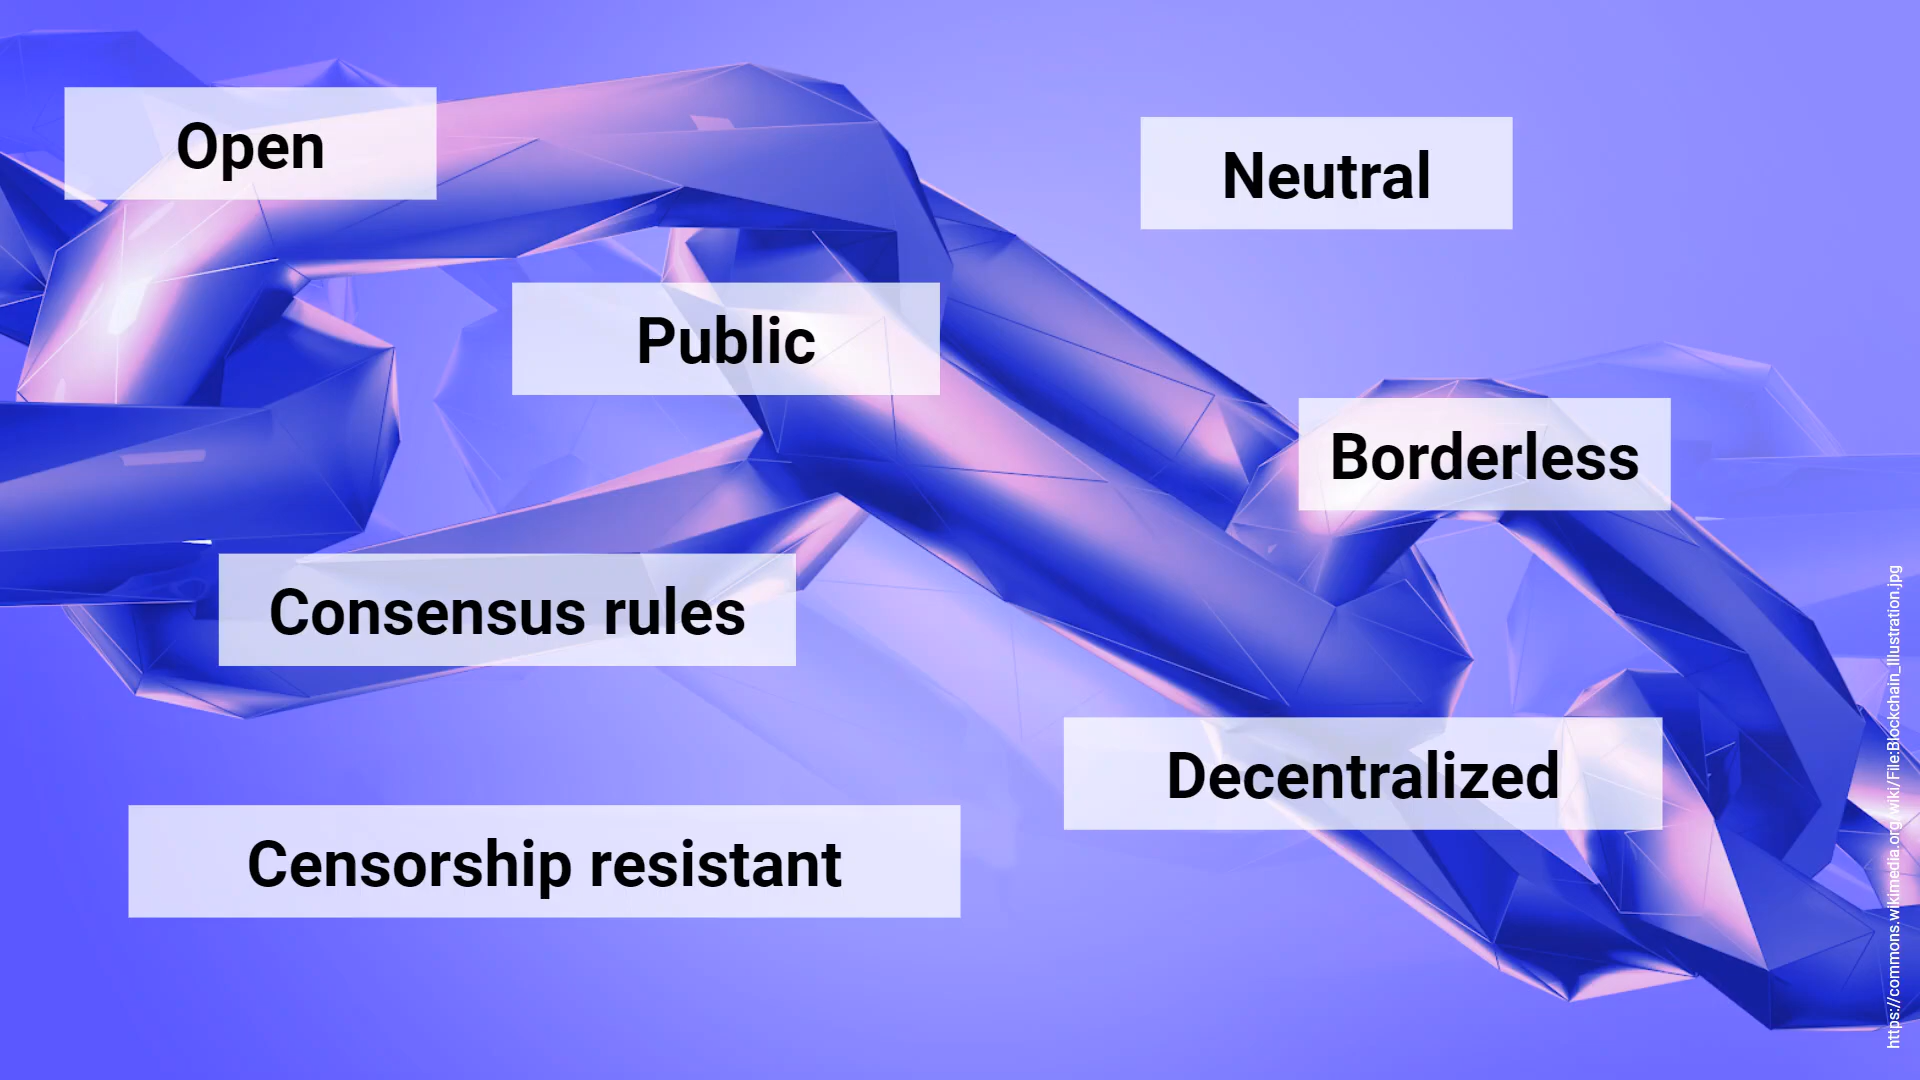 Open
Neutral
Public
Borderless
Consensus rules
Decentralized
Censorship resistant
https://commons.wikimedia.org/wiki/File:Blockchain_Illustration.jpg